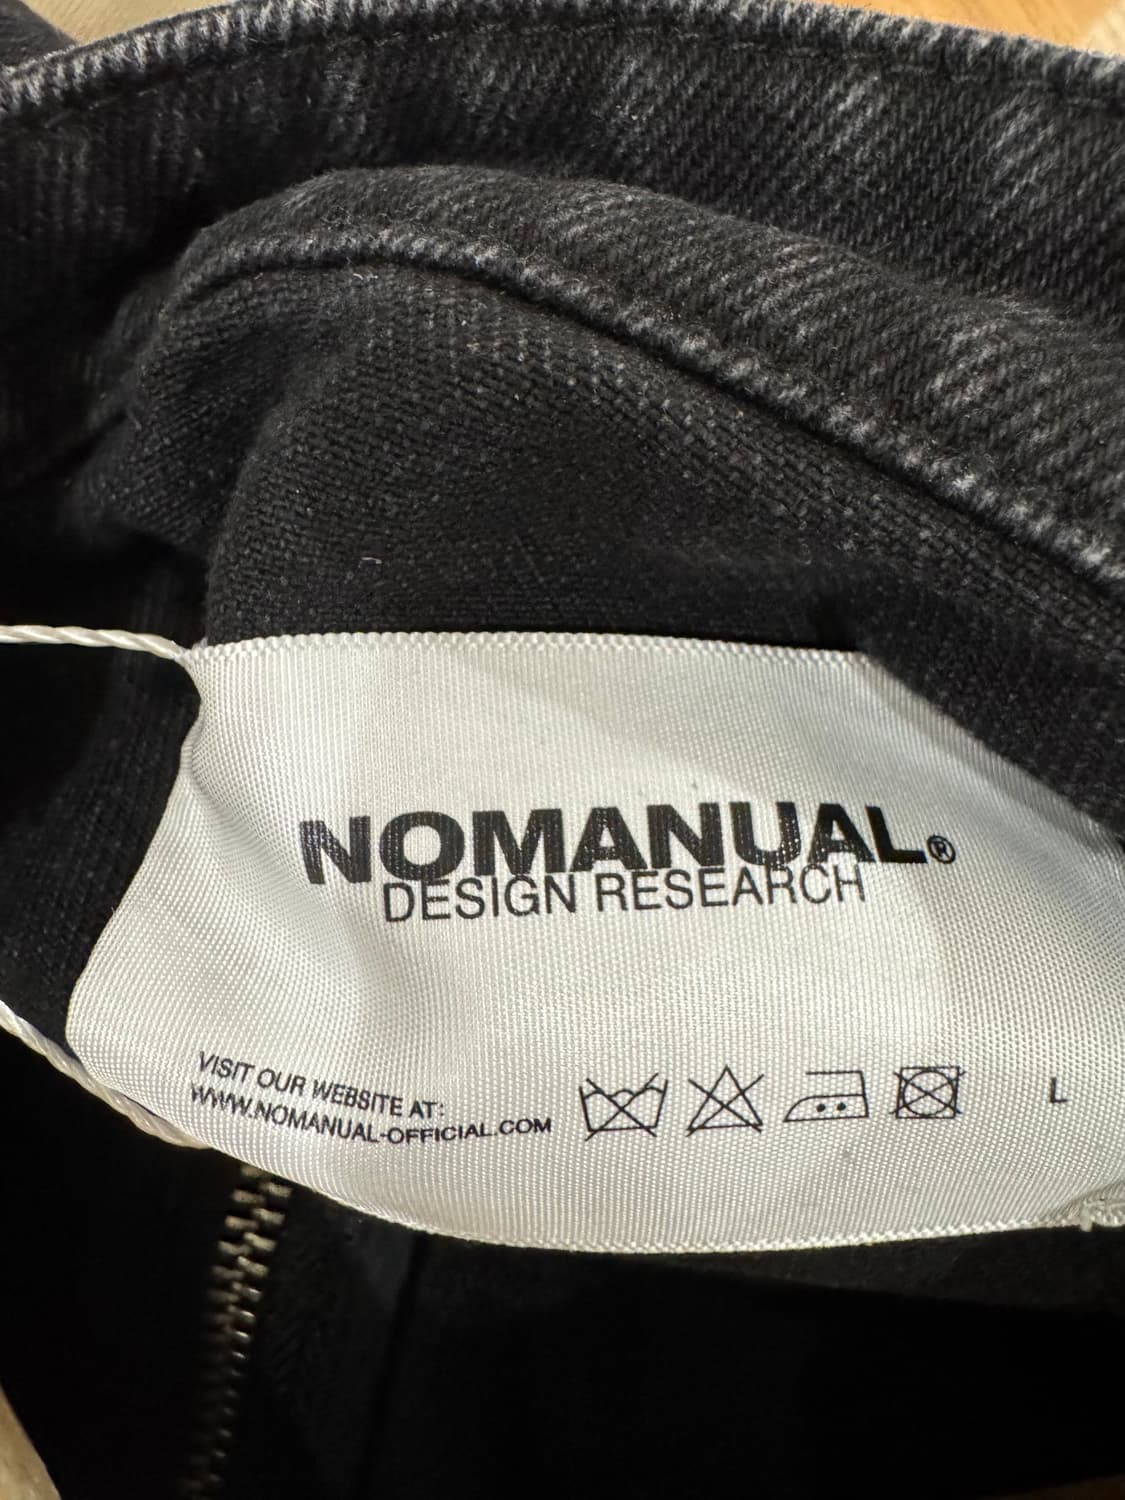 NOMANUAL®
DESIGN RESEARCH
VISIT OUR WEBSITE AT:
WWW.NOMANUAL-OFFICIAL.COM
L